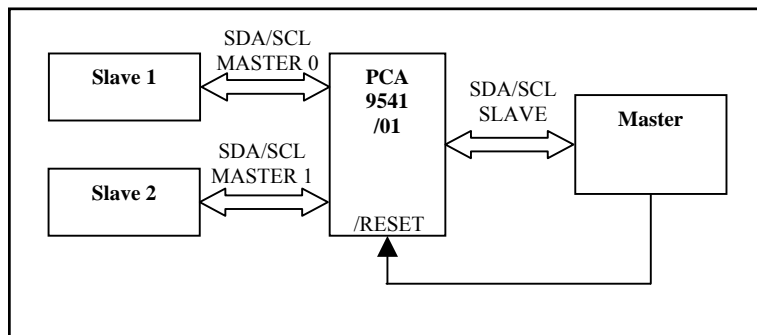 Slave 1
SDA/SCL
MASTER 0
Slave 2
SDA/SCL
MASTER 1
PCA
9541
/01
/RESET
SDA/SCL
SLAVE
Master